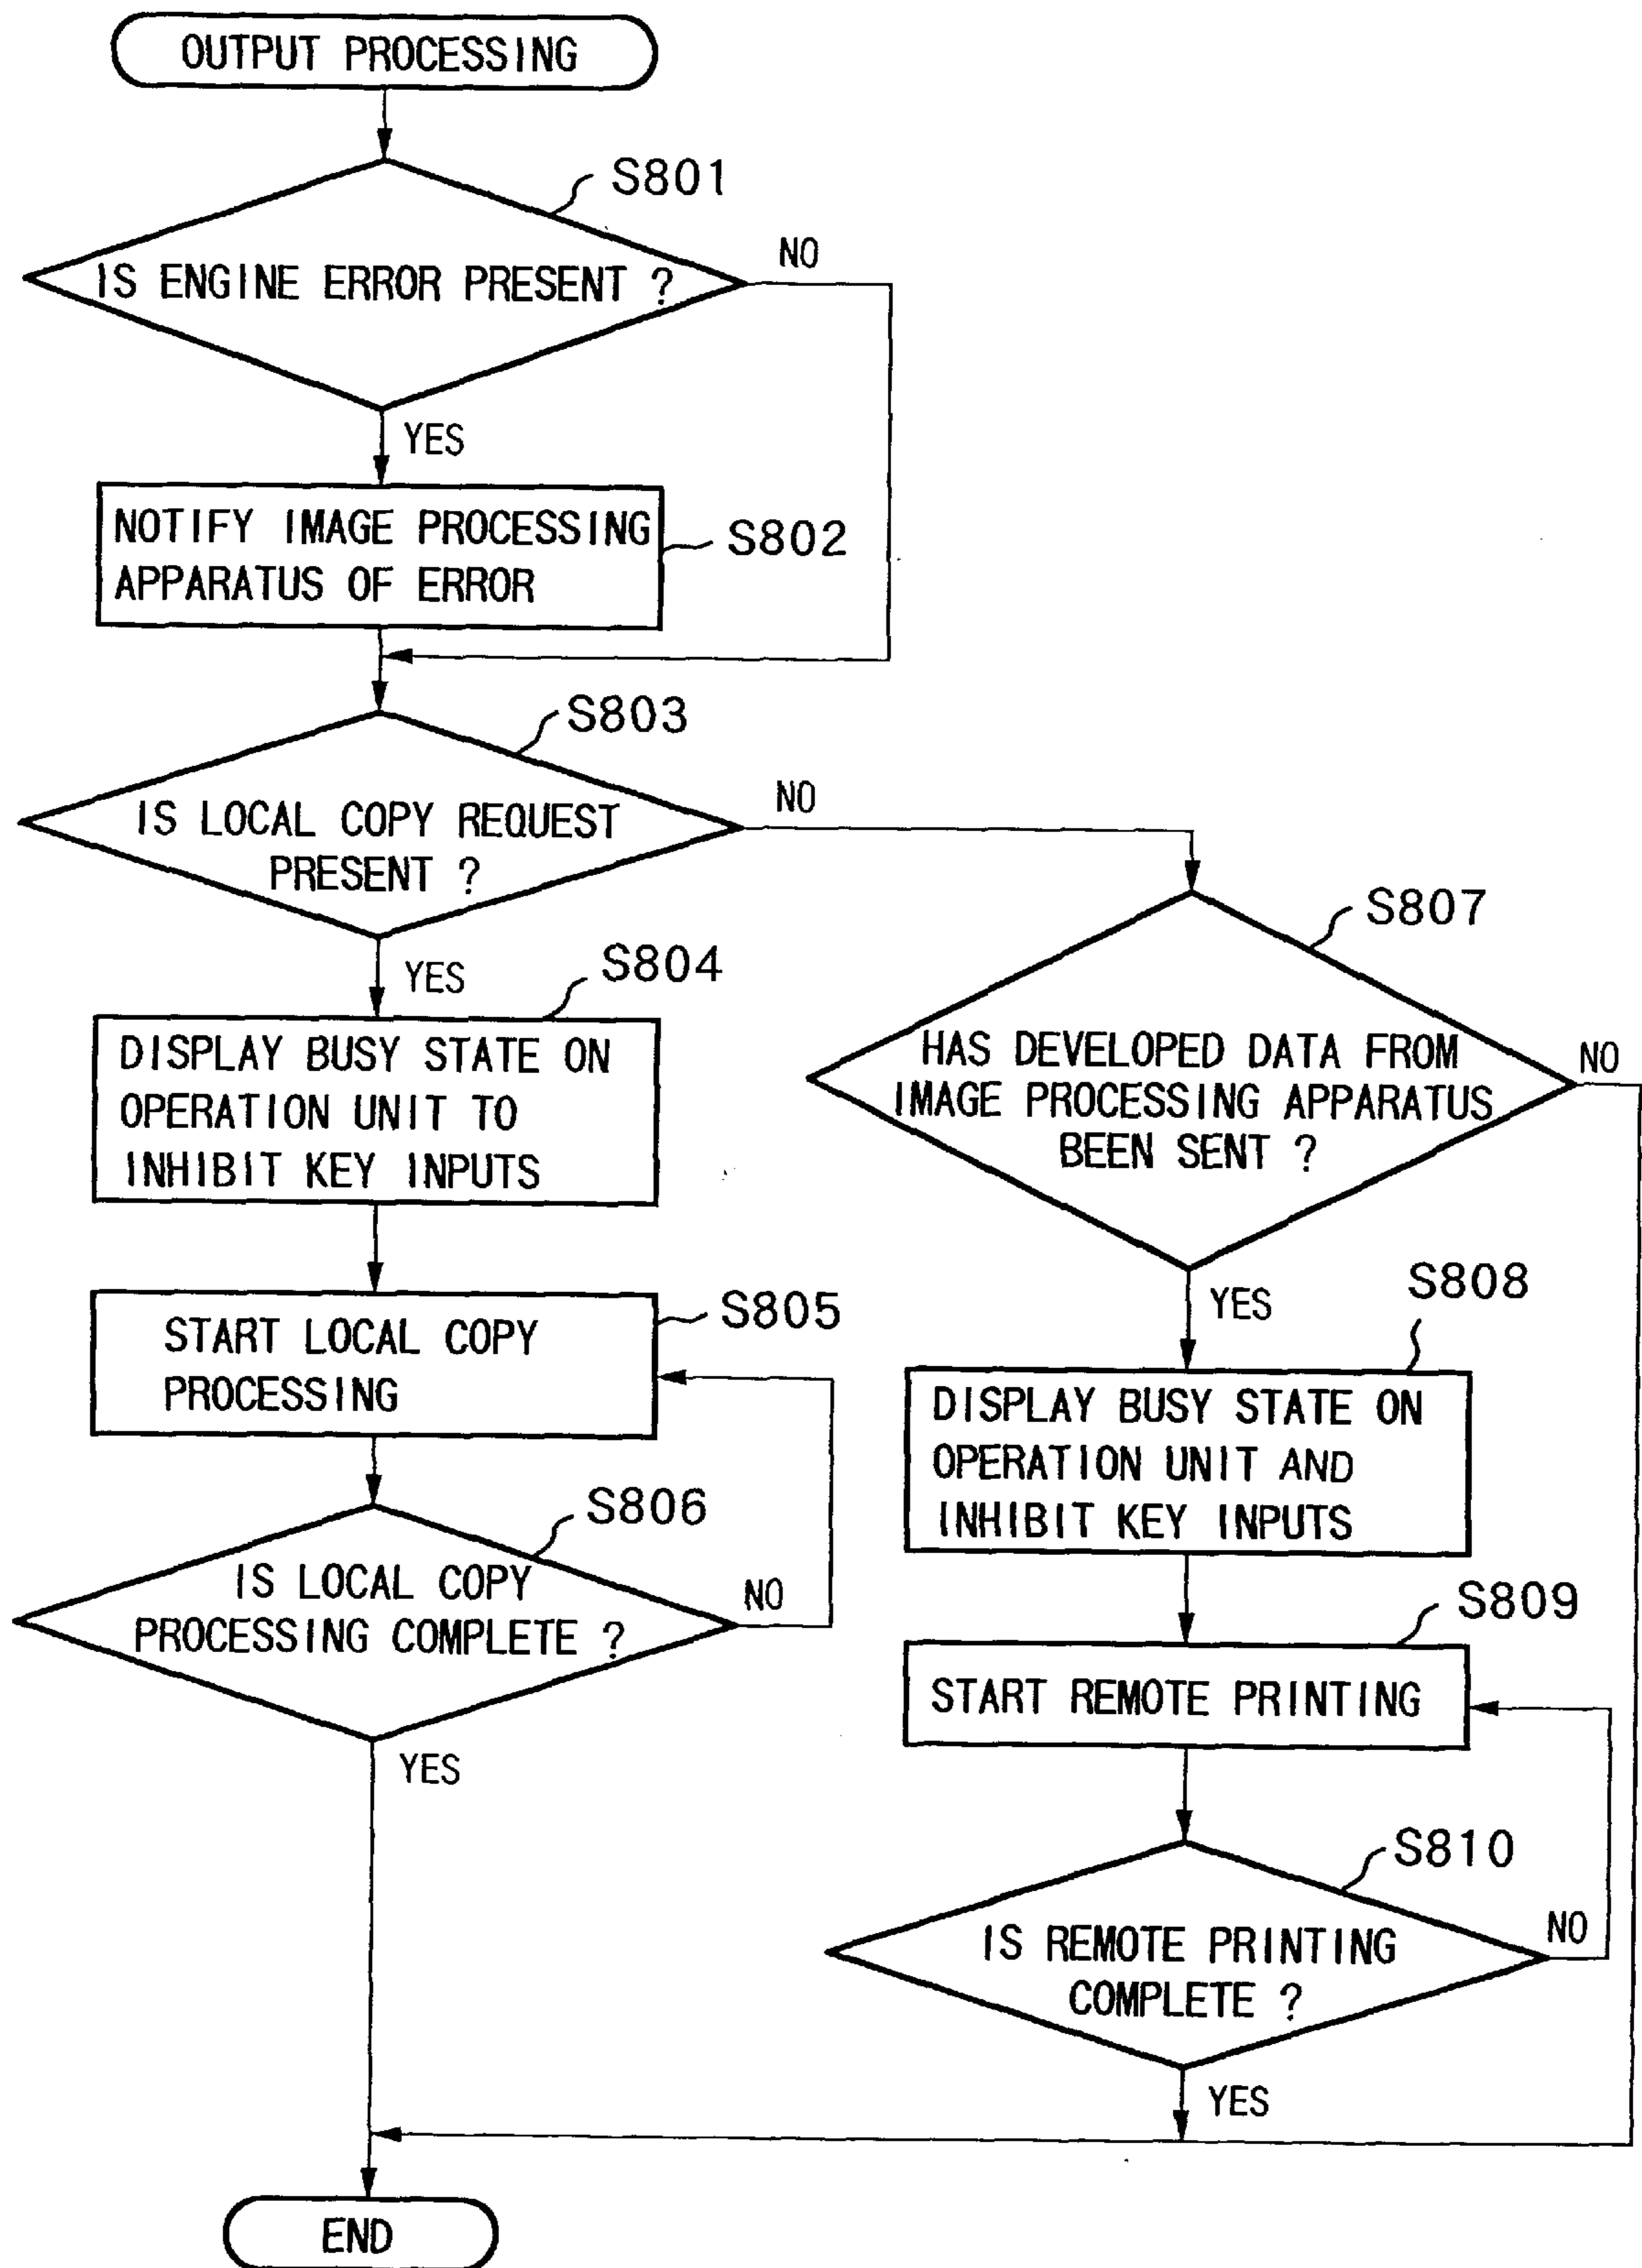 OUTPUT PROCESSING
S801
IS ENGINE ERROR PRESENT ?
NO
YES
NOTIFY IMAGE PROCESSING
APPARATUS OF ERROR
S802
S803
IS LOCAL COPY REQUEST
PRESENT ?
NO
YES
S804
DISPLAY BUSY STATE ON
OPERATION UNIT TO
INHIBIT KEY INPUTS
START LOCAL COPY
PROCESSING
S805
S806
IS LOCAL COPY
PROCESSING COMPLETE ?
NO
YES
S807
HAS DEVELOPED DATA FROM
IMAGE PROCESSING APPARATUS
BEEN SENT ?
NO
YES
S808
DISPLAY BUSY STATE ON
OPERATION UNIT AND
INHIBIT KEY INPUTS
S809
START REMOTE PRINTING
S810
IS REMOTE PRINTING
COMPLETE ?
NO
YES
END